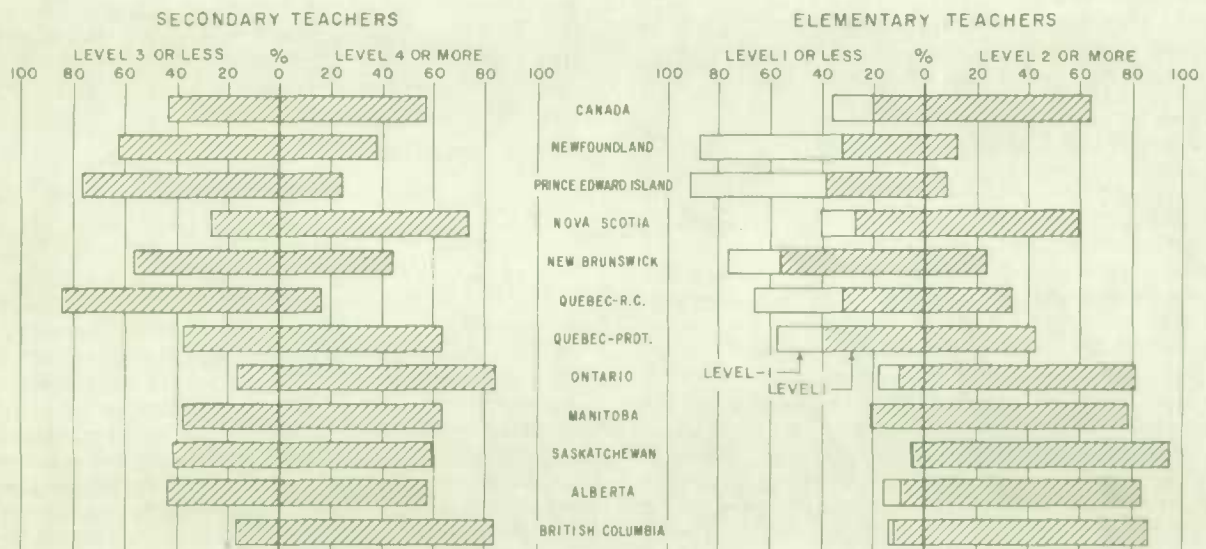 SECONDARY TEACHERS
ELEMENTARY TEACHERS
LEVEL 3 OR LESS % LEVEL 4 OR MORE
LEVEL 1 OR LESS % LEVEL 2 OR MORE
100 80 60 40 20 0 20 40 60 80 100
100 80 60 40 20 0 20 40 60 80 100
CANADA
NEWFOUNDLAND
PRINCE EDWARD ISLAND
NOVA SCOTIA
NEW BRUNSWICK
QUEBEC-R.C.
QUEBEC-PROT.
LEVEL-1
LEVEL1
ONTARIO
MANITOBA
SASKATCHEWAN
ALBERTA
BRITISH COLUMBIA